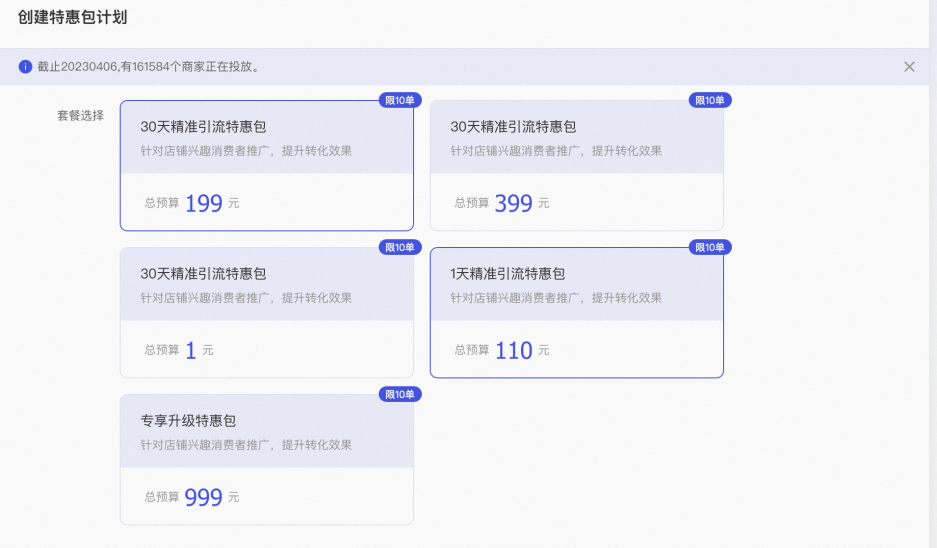 创建特惠包计划
截止20230406,有161584个商家正在投放。
套餐选择
限10单
30天精准引流特惠包
针对店铺兴趣消费者推广，提升转化效果
总预算 199 元
限10单
30天精准引流特惠包
针对店铺兴趣消费者推广，提升转化效果
总预算 399 元
限10单
30天精准引流特惠包
针对店铺兴趣消费者推广，提升转化效果
总预算 1 元
限10单
1天精准引流特惠包
针对店铺兴趣消费者推广，提升转化效果
总预算 110 元
限10单
专享升级特惠包
针对店铺兴趣消费者推广，提升转化效果
总预算 999 元